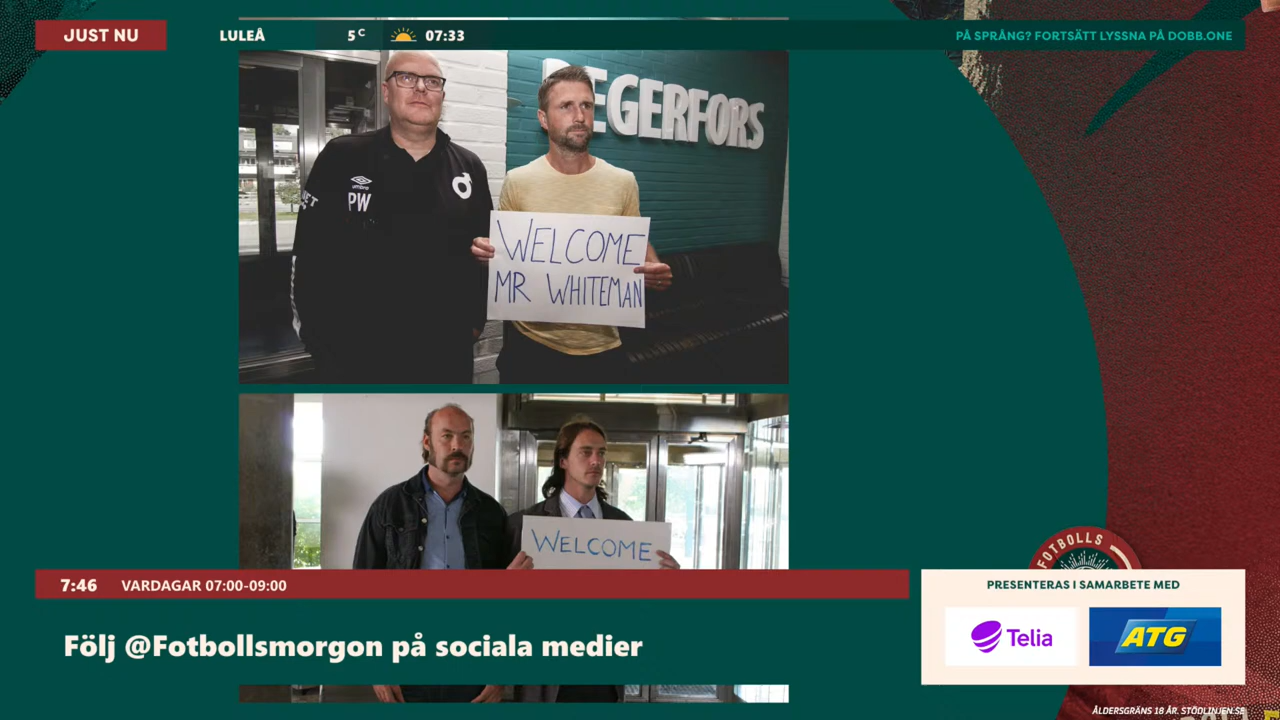 JUST NU
LULEÅ
5 C
07:33
PÅ SPRÅNG? FORTSÄTT LYSSNA PÅ DOBB.ONE
EGERFORS
umbro
PW
WELCOME
MR WHITEMAN
WELCOME
FOTBOLLS
7:46 VARDAGAR 07:00-09:00
Följ @Fotbollsmorgon på sociala medier
PRESENTERAS I SAMARBETE MED
Telia
ATG
ÅLDERSGRÄNS 18 ÅR. STÖDLINJEN.SE